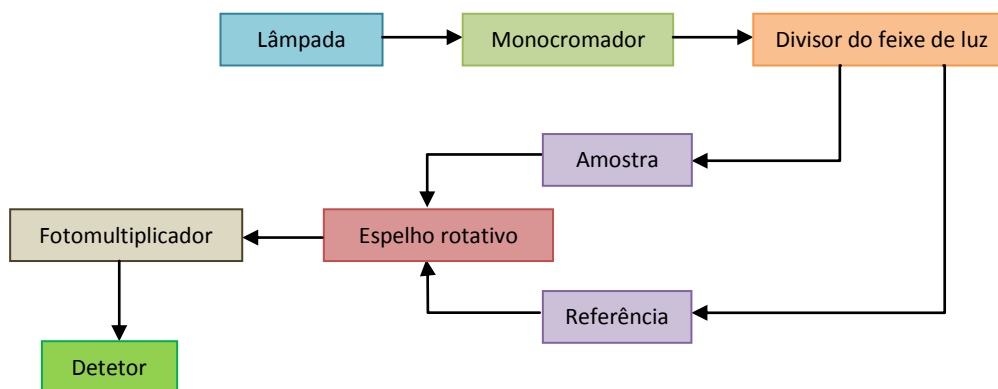 Lâmpada
Monocromador
Divisor do feixe de luz
Amostra
Fotomultiplicador
Espelho rotativo
Referência
Detetor